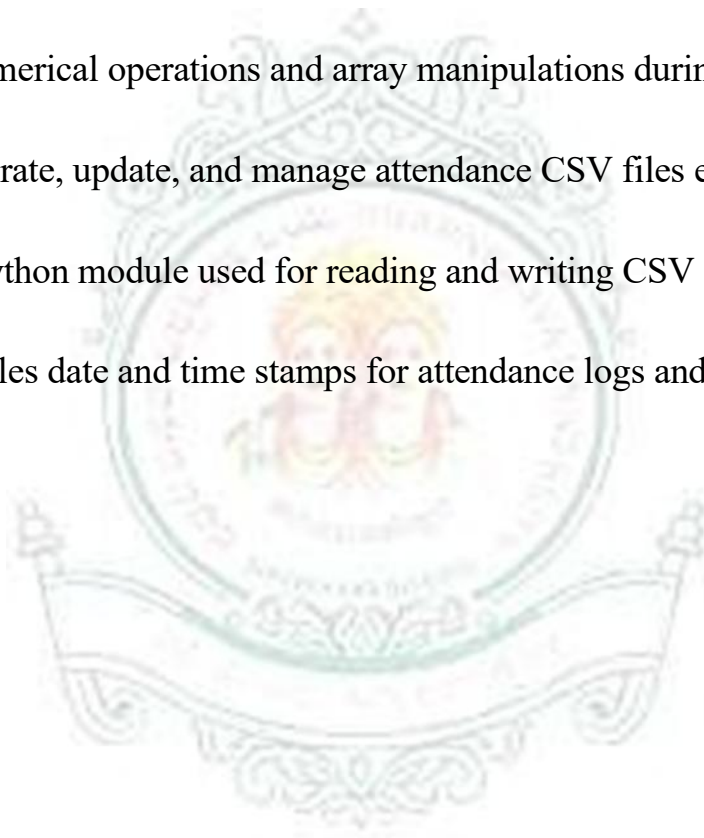 merical operations and array manipulations durin
rate, update, and manage attendance CSV files e
ython module used for reading and writing CSV
les date and time stamps for attendance logs and